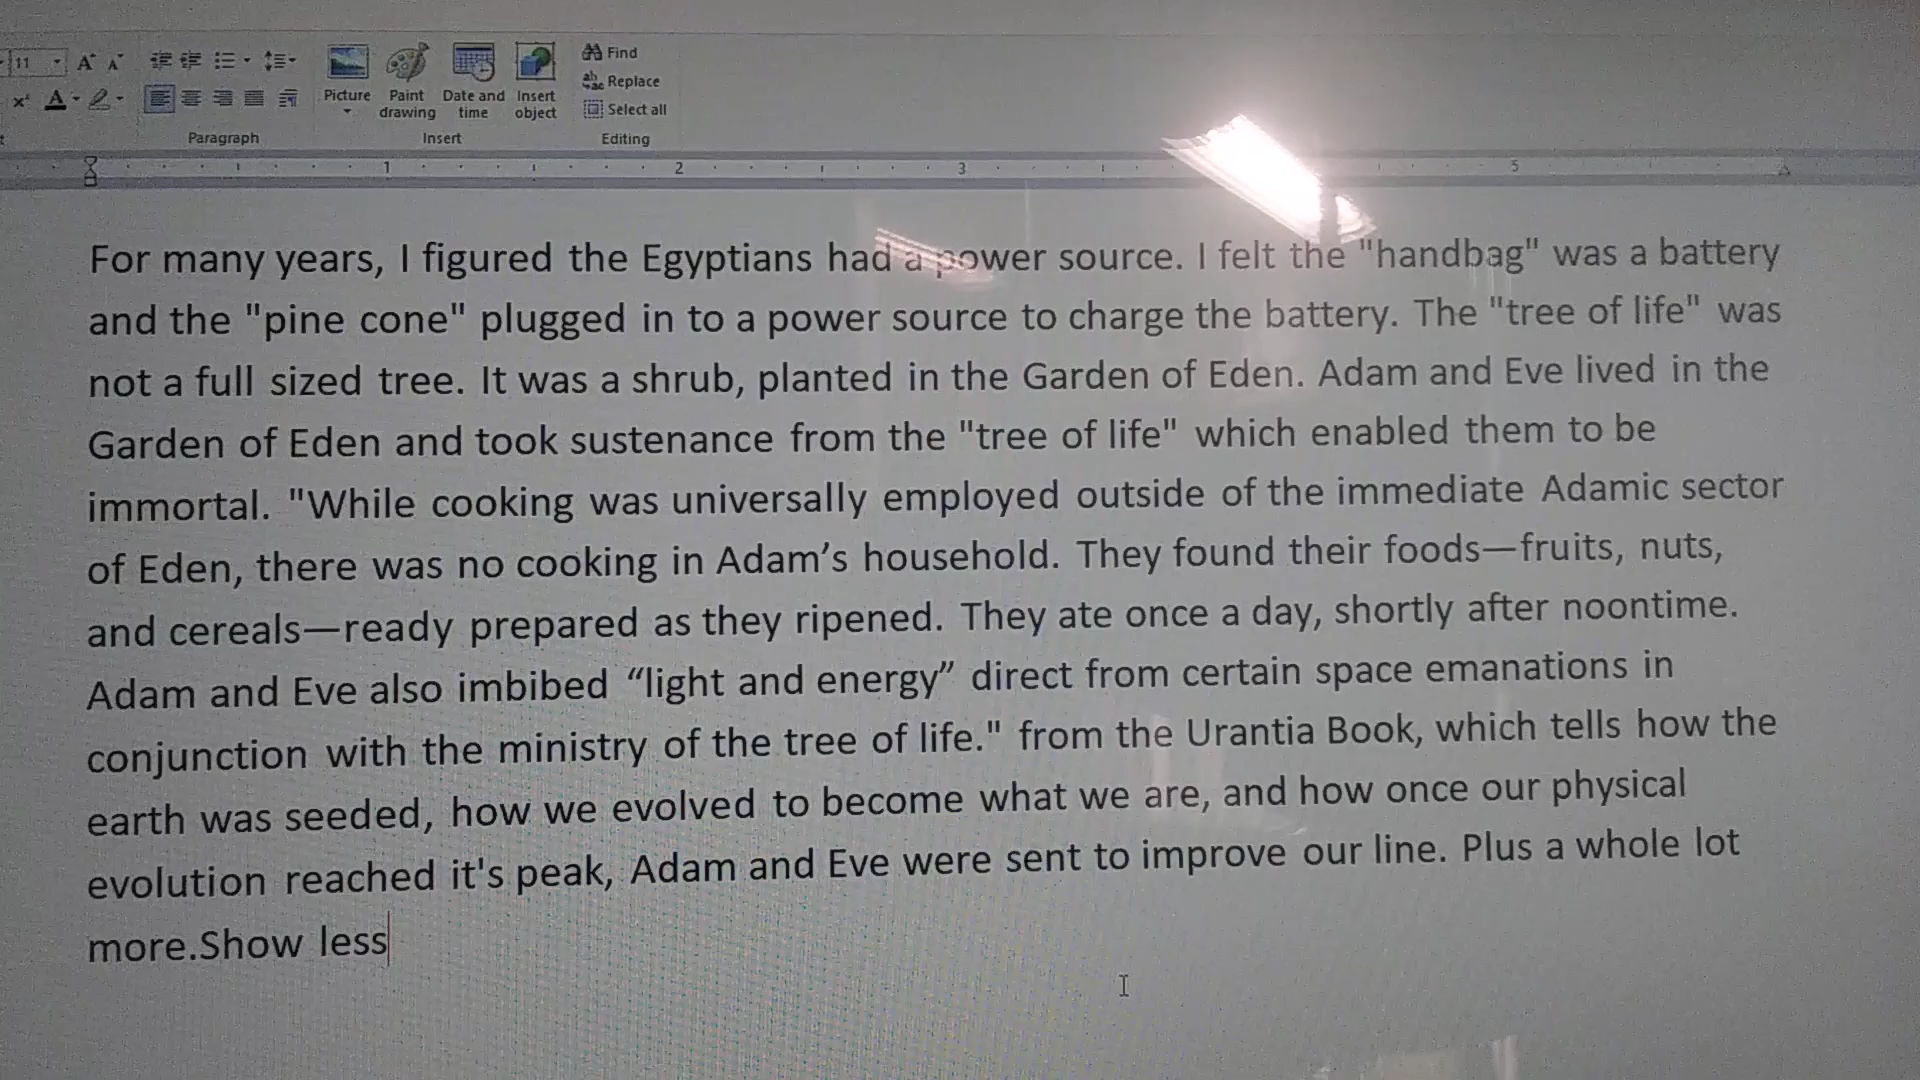 11
Find
Replace
Select all
Picture
Paint drawing
Date and time
Insert object
Paragraph
Insert
Editing
1 2 3 5
For many years, I figured the Egyptians had a power source. I felt the "handbag" was a battery
and the "pine cone" plugged in to a power source to charge the battery. The "tree of life" was
not a full sized tree. It was a shrub, planted in the Garden of Eden. Adam and Eve lived in the
Garden of Eden and took sustenance from the "tree of life" which enabled them to be
immortal. "While cooking was universally employed outside of the immediate Adamic sector
of Eden, there was no cooking in Adam’s household. They found their foods—fruits, nuts,
and cereals—ready prepared as they ripened. They ate once a day, shortly after noontime.
Adam and Eve also imbibed “light and energy” direct from certain space emanations in
conjunction with the ministry of the tree of life." from the Urantia Book, which tells how the
earth was seeded, how we evolved to become what we are, and how once our physical
evolution reached it's peak, Adam and Eve were sent to improve our line. Plus a whole lot
more.Show less